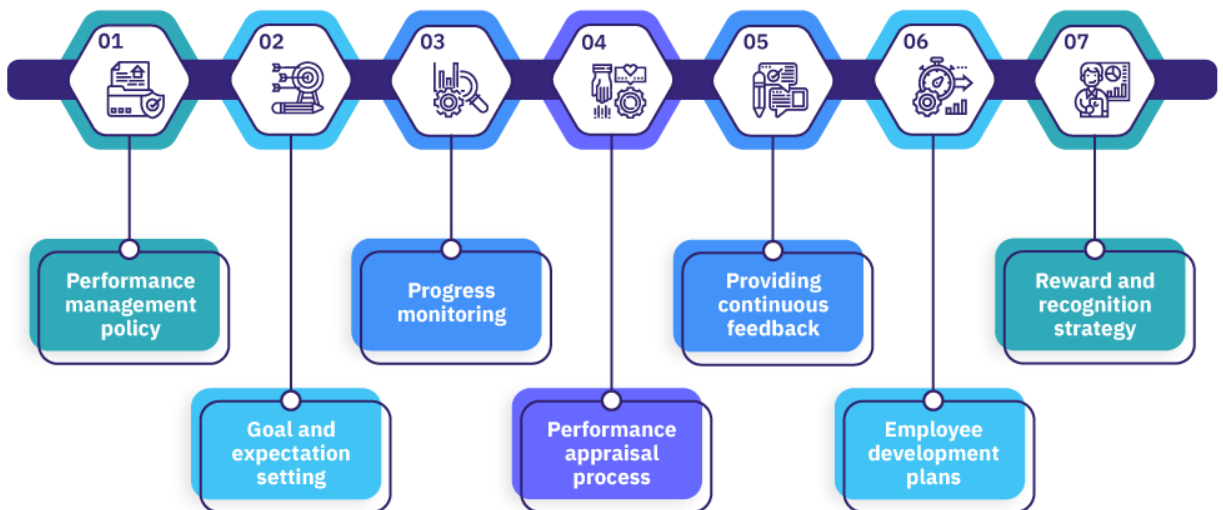 01
02
03
04
05
06
07
Performance
management
policy
Goal and
expectation
setting
Progress
monitoring
Performance
appraisal
process
Providing
continuous
feedback
Employee
development
plans
Reward and
recognition
strategy